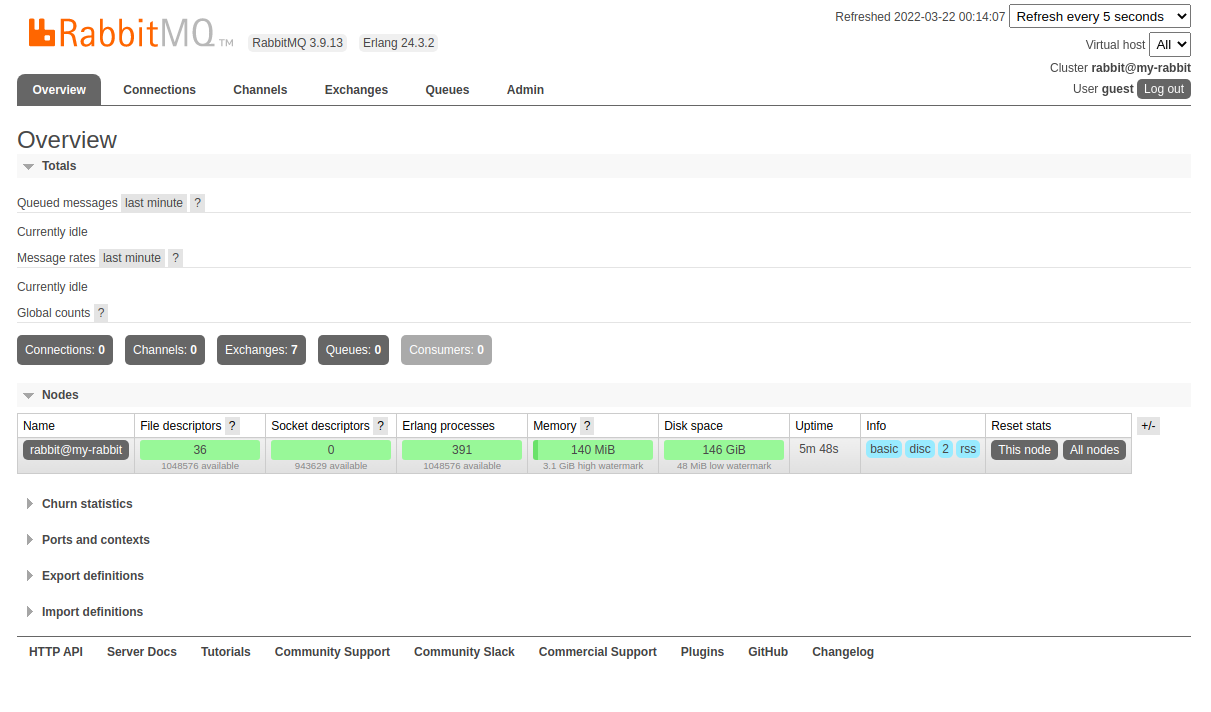 RabbitMQ TM RabbitMQ 3.9.13 Erlang 24.3.2
Refreshed 2022-03-22 00:14:07 Refresh every 5 seconds
Virtual host All
Cluster rabbit@my-rabbit
User guest Log out
Overview Connections Channels Exchanges Queues Admin
Overview
Totals
Queued messages last minute ?
Currently idle
Message rates last minute ?
Currently idle
Global counts ?
Connections: 0 Channels: 0 Exchanges: 7 Queues: 0 Consumers: 0
Nodes
Name File descriptors ? Socket descriptors ? Erlang processes Memory ? Disk space Uptime Info Reset stats +/-
rabbit@my-rabbit 36 0 391 140 MiB 146 GiB 5m 48s basic disc 2 rss This node All nodes
1048576 available 943629 available 1048576 available 3.1 GiB high watermark 48 MiB low watermark
Churn statistics
Ports and contexts
Export definitions
Import definitions
HTTP API Server Docs Tutorials Community Support Community Slack Commercial Support Plugins GitHub Changelog